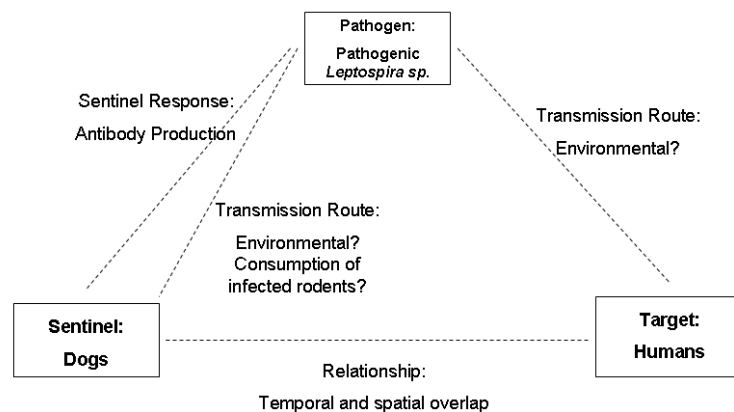 Pathogen:
Pathogenic
Leptospira sp.
Sentinel Response:
Antibody Production
Transmission Route:
Environmental?
Transmission Route:
Environmental?
Consumption of
infected rodents?
Sentinel:
Dogs
Target:
Humans
Relationship:
Temporal and spatial overlap